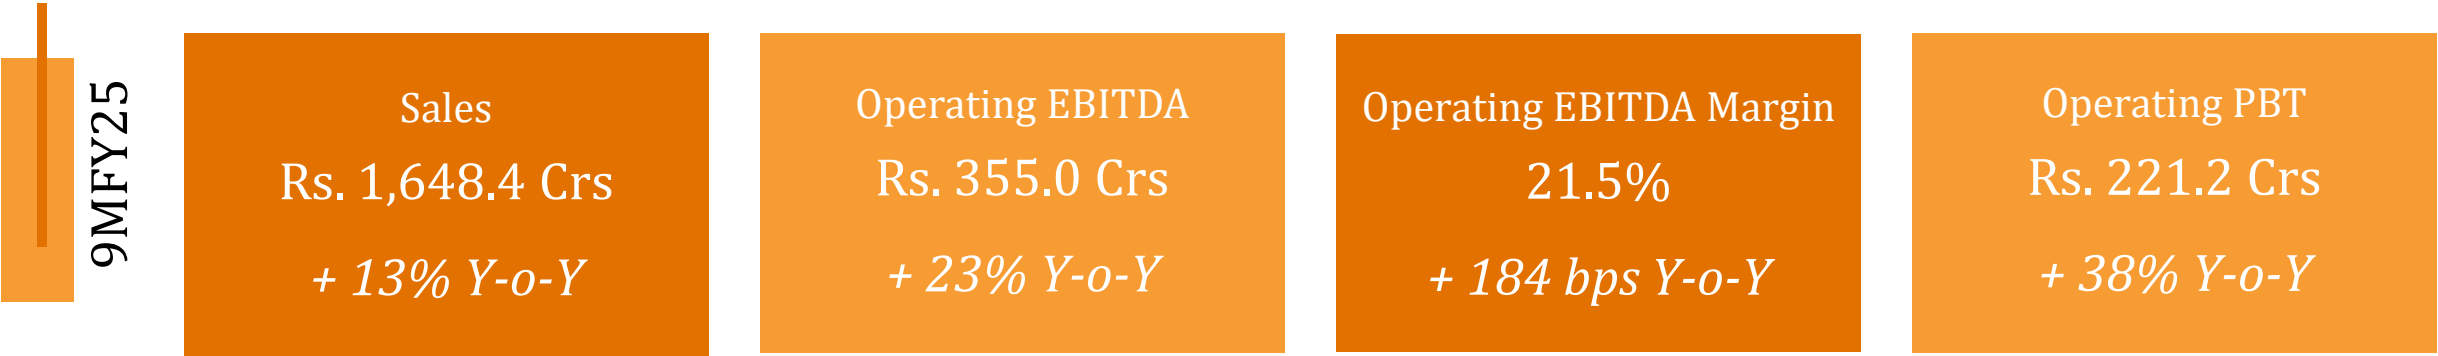 9MFY25
Sales
Rs. 1,648.4 Crs
+ 13% Y-o-Y
Operating EBITDA
Rs. 355.0 Crs
+ 23% Y-o-Y
Operating EBITDA Margin
21.5%
+ 184 bps Y-o-Y
Operating PBT
Rs. 221.2 Crs
+ 38% Y-o-Y